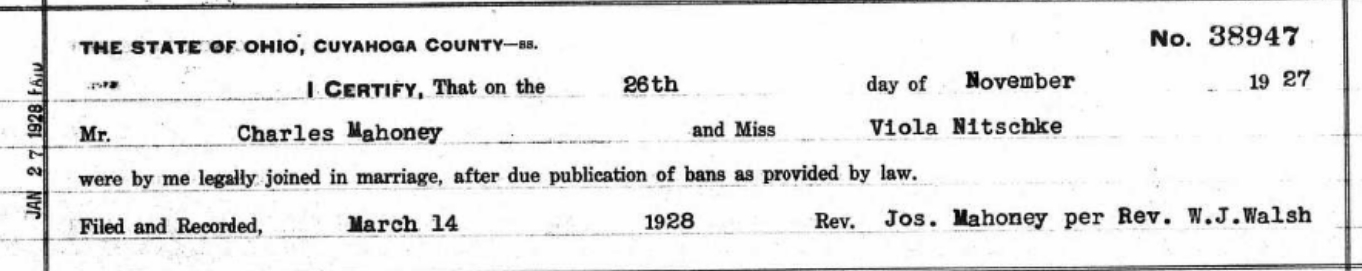 No. 38947
THE STATE OF OHIO, CUYAHOGA COUNTY—ss.
I CERTIFY, That on the 26th day of November 19 27
Mr. Charles Mahoney and Miss Viola Nitschke
were by me legally joined in marriage, after due publication of bans as provided by law.
Filed and Recorded, March 14 1928 Rev. Jos. Mahoney per Rev. W.J.Walsh
JAN 27 1928 PAID